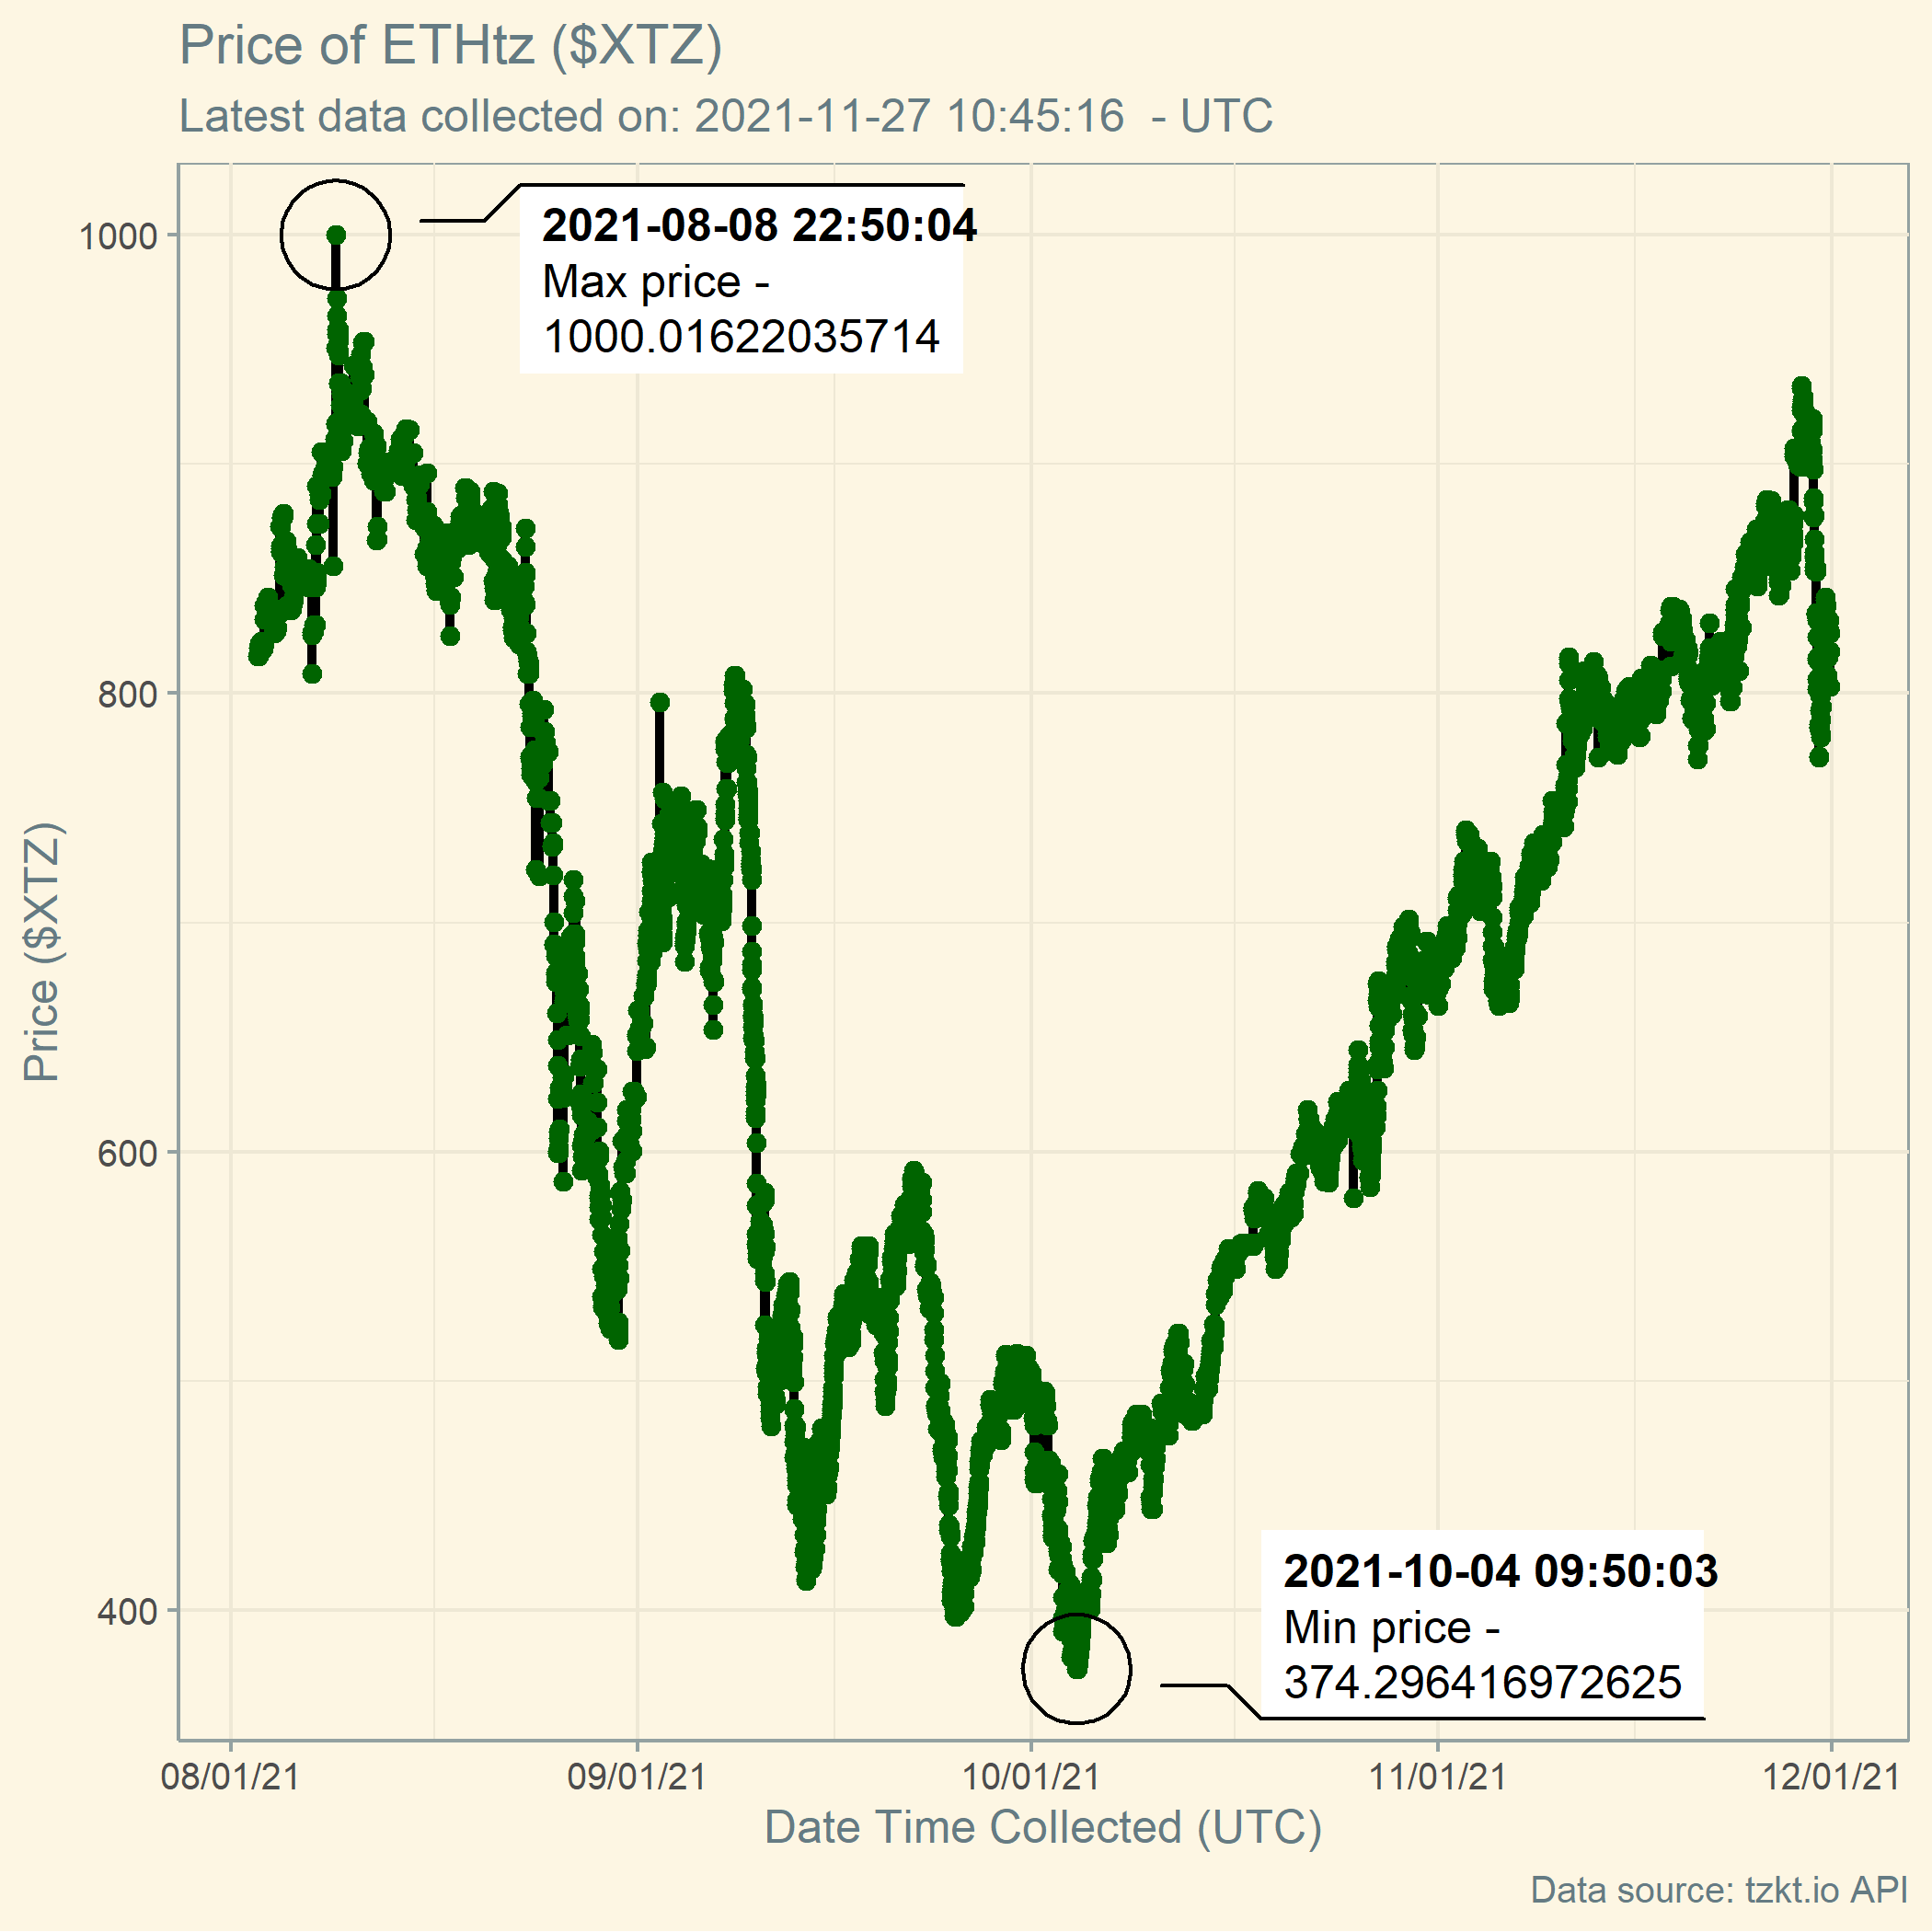 Price of ETHtz ($XTZ)
Latest data collected on: 2021-11-27 10:45:16  - UTC
2021-08-08 22:50:04
Max price -
1000.01622035714
1000
800
600
400
Price ($XTZ)
2021-10-04 09:50:03
Min price -
374.296416972625
08/01/21
09/01/21
10/01/21
11/01/21
12/01/21
Date Time Collected (UTC)
Data source: tzkt.io API